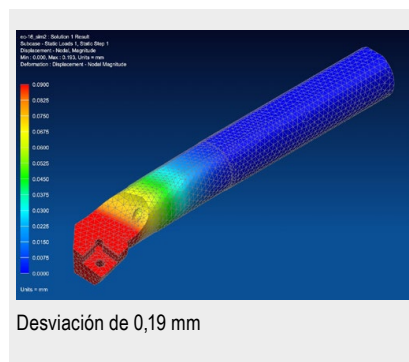 Solution 1 Result
Subcase - Static Loads 1, Static Step 1
Displacement - Nodal, Magnitude
Min : 0.000, Max : 0.193, Units = mm
Deformation : Displacement - Nodal Magnitude
0.0900
0.0825
0.0750
0.0675
0.0600
0.0525
0.0450
0.0375
0.0300
0.0225
0.0150
0.0075
0.0000
Units = mm
Desviación de 0,19 mm